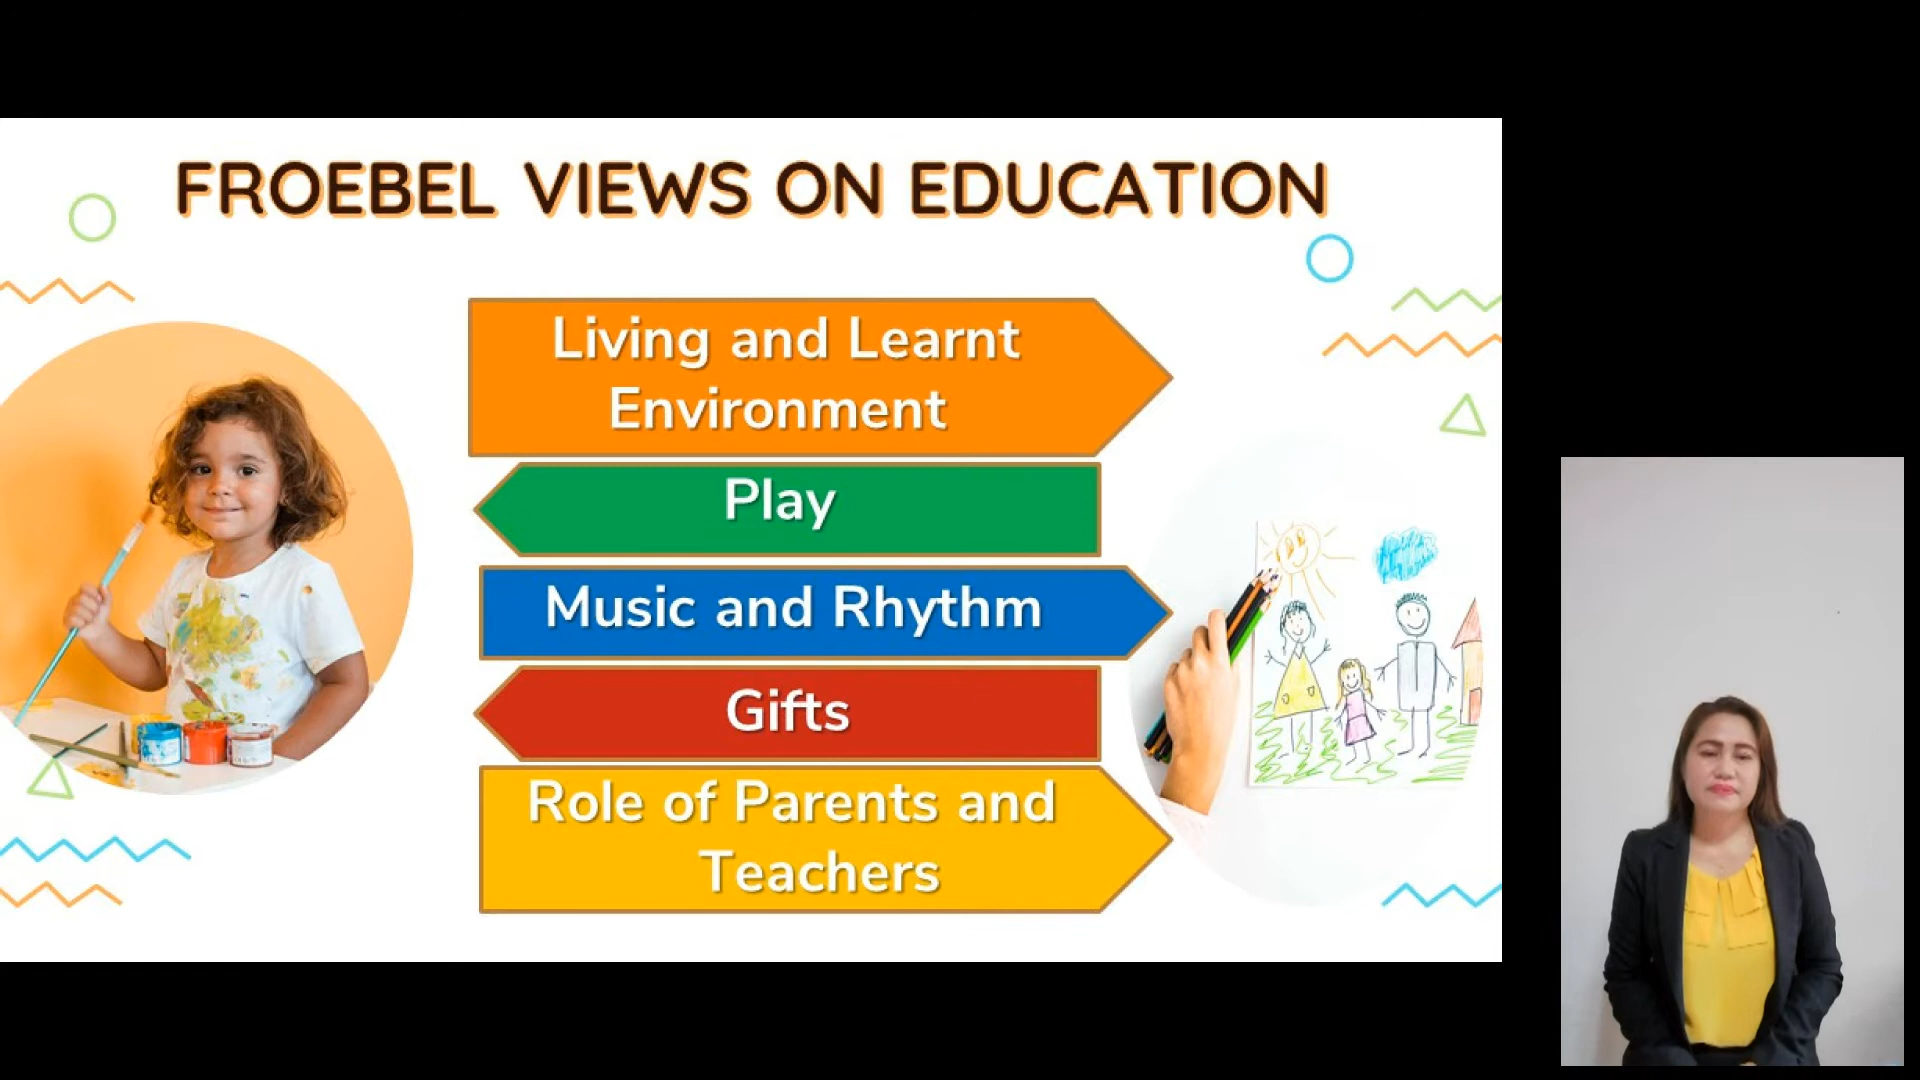 FROEBEL VIEWS ON EDUCATION
Living and Learnt
Environment
Play
Music and Rhythm
Gifts
Role of Parents and
Teachers